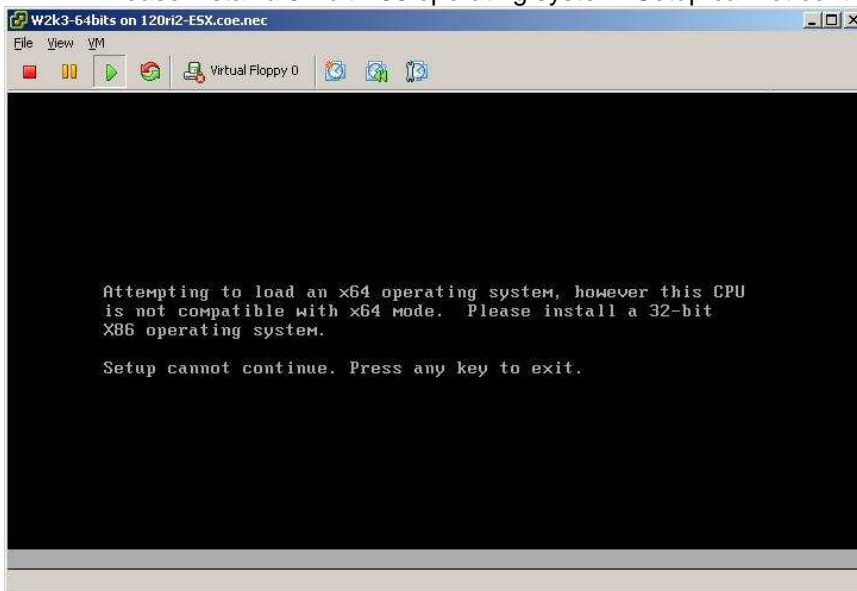 W2k3-64bits on 120ri2-ESX.coe.nec
File View VM
Virtual Floppy 0
Attempting to load an x64 operating system, however this CPU
is not compatible with x64 mode. Please install a 32-bit
X86 operating system.
Setup cannot continue. Press any key to exit.